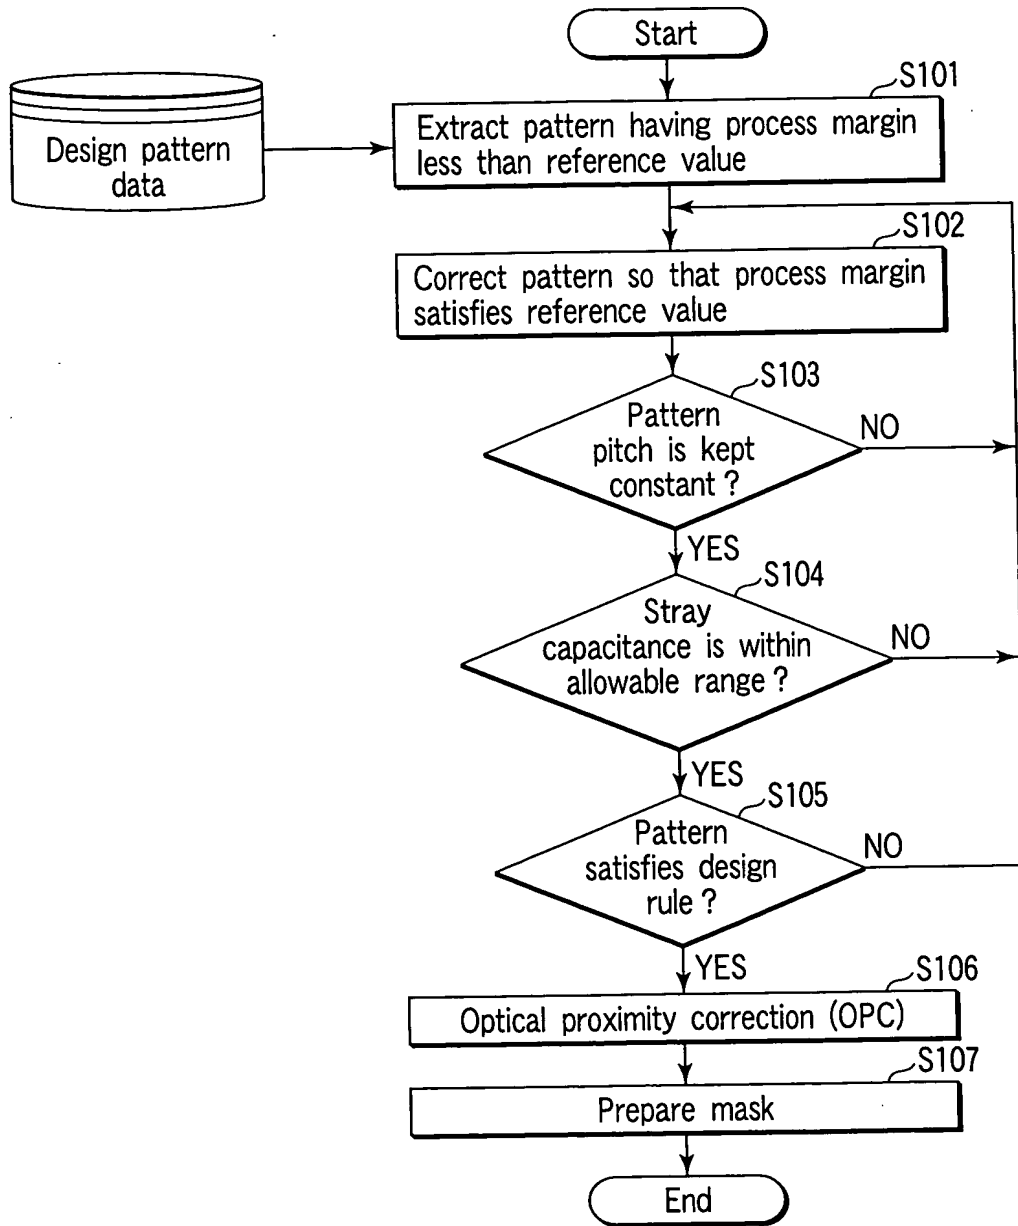 Start
S101
Design pattern
data
Extract pattern having process margin
less than reference value
S102
Correct pattern so that process margin
satisfies reference value
S103
Pattern
pitch is kept
constant ?
NO
YES
S104
Stray
capacitance is within
allowable range ?
NO
YES
S105
Pattern
satisfies design
rule ?
NO
YES
S106
Optical proximity correction (OPC)
S107
Prepare mask
End